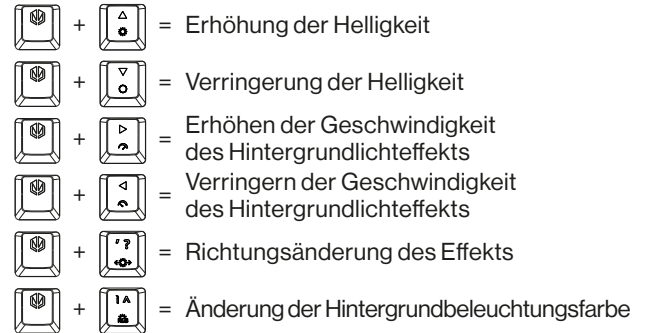 + = Erhöhung der Helligkeit
+ = Verringerung der Helligkeit
+ = Erhöhen der Geschwindigkeit
des Hintergrundlichteffekts
+ = Verringern der Geschwindigkeit
des Hintergrundlichteffekts
+ ' ? = Richtungsänderung des Effekts
+ 1 A = Änderung der Hintergrundbeleuchtungsfarbe